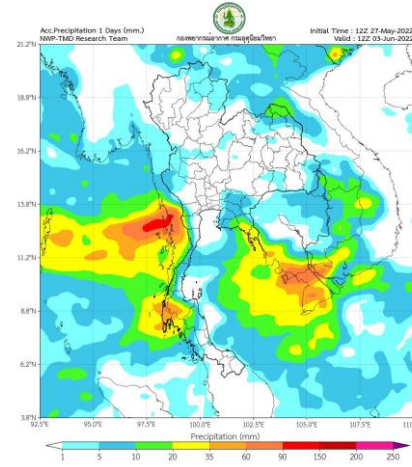 Acc.Precipitation 1 Days (mm.)
NWP-TMD Research Team
กองพยากรณ์อากาศ กรมอุตุนิยมวิทยา
Initial Time : 12Z 27-May-2022
Valid : 12Z 03-Jun-2022
21.2°N
18.8°N
16.2°N
13.8°N
11.2°N
8.8°N
6.2°N
3.8°N
92.5°E 95.0°E 97.5°E 100.0°E 102.5°E 105.0°E 107.5°E 110
Precipitation (mm)
1 5 10 20 35 60 90 150 200 250